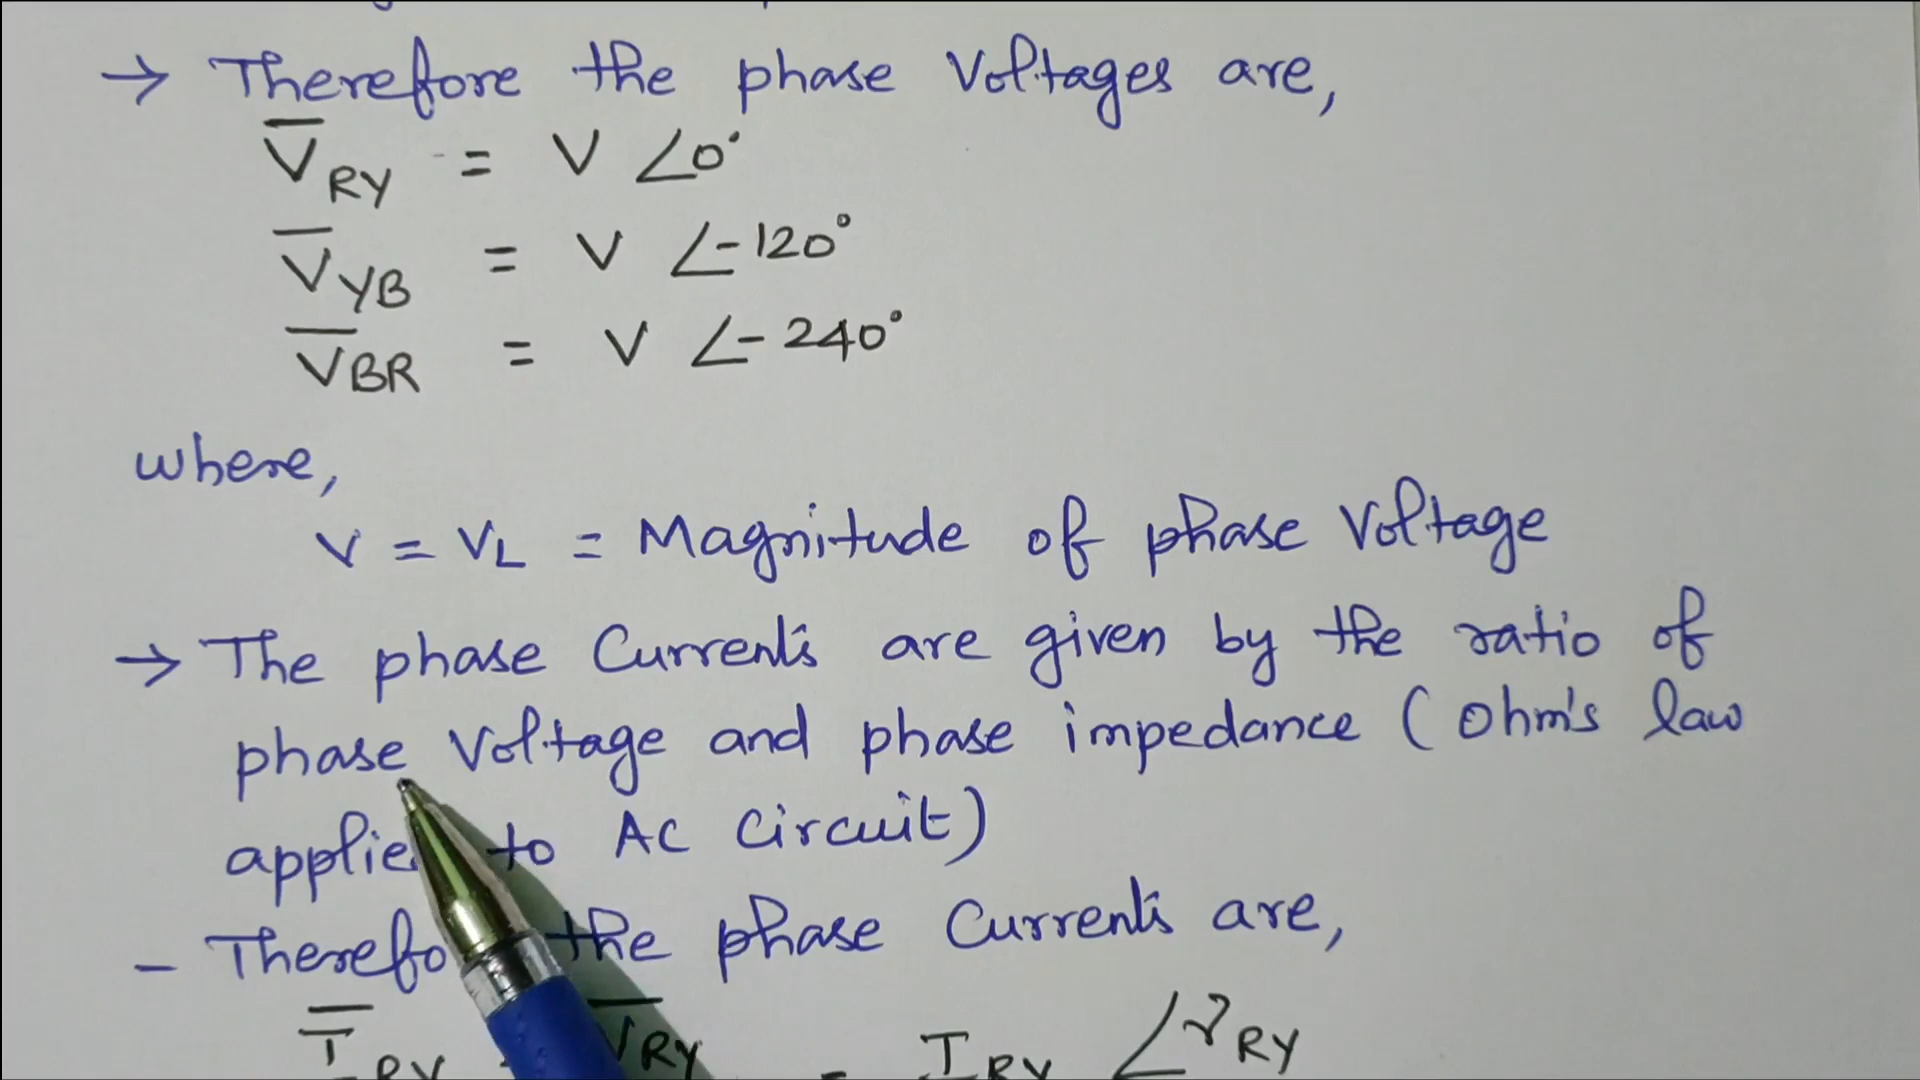 → Therefore the phase Voltages are,
V̅RY = V ∠0°
V̅YB = V ∠-120°
V̅BR = V ∠-240°
where,
V = VL = Magnitude of phase Voltage
→ The phase Currents are given by the ratio of
phase Voltage and phase impedance (Ohm's law
applie to AC Circuit)
- Therefo the phase Currents are,
I̅RY V̅RY = IRY ∠γRY